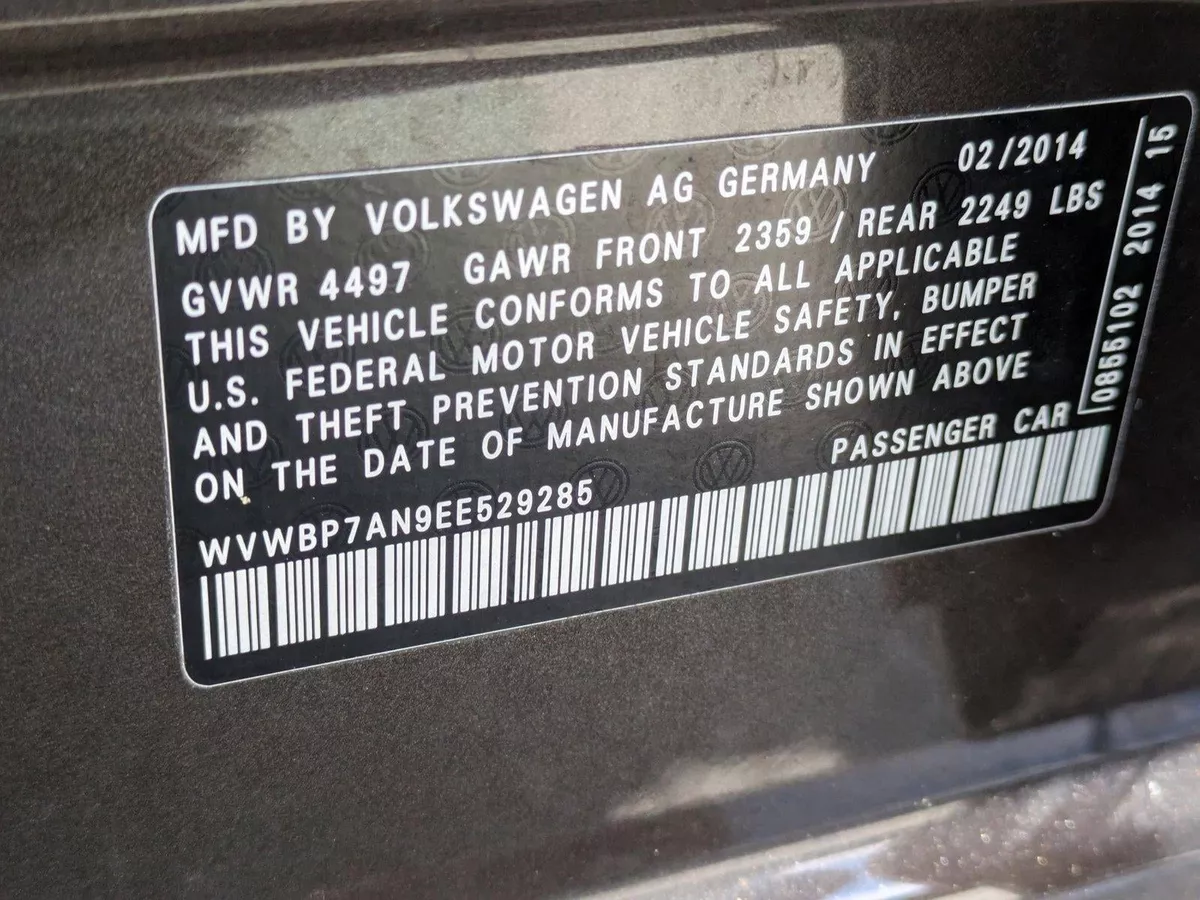 MFD BY VOLKSWAGEN AG GERMANY 02/2014
GVWR 4497 GAWR FRONT 2359 / REAR 2249 LBS
THIS VEHICLE CONFORMS TO ALL APPLICABLE
U.S. FEDERAL MOTOR VEHICLE SAFETY, BUMPER
AND THEFT PREVENTION STANDARDS IN EFFECT
ON THE DATE OF MANUFACTURE SHOWN ABOVE
PASSENGER CAR
WVWBP7AN9EE529285
0855102 2014 15